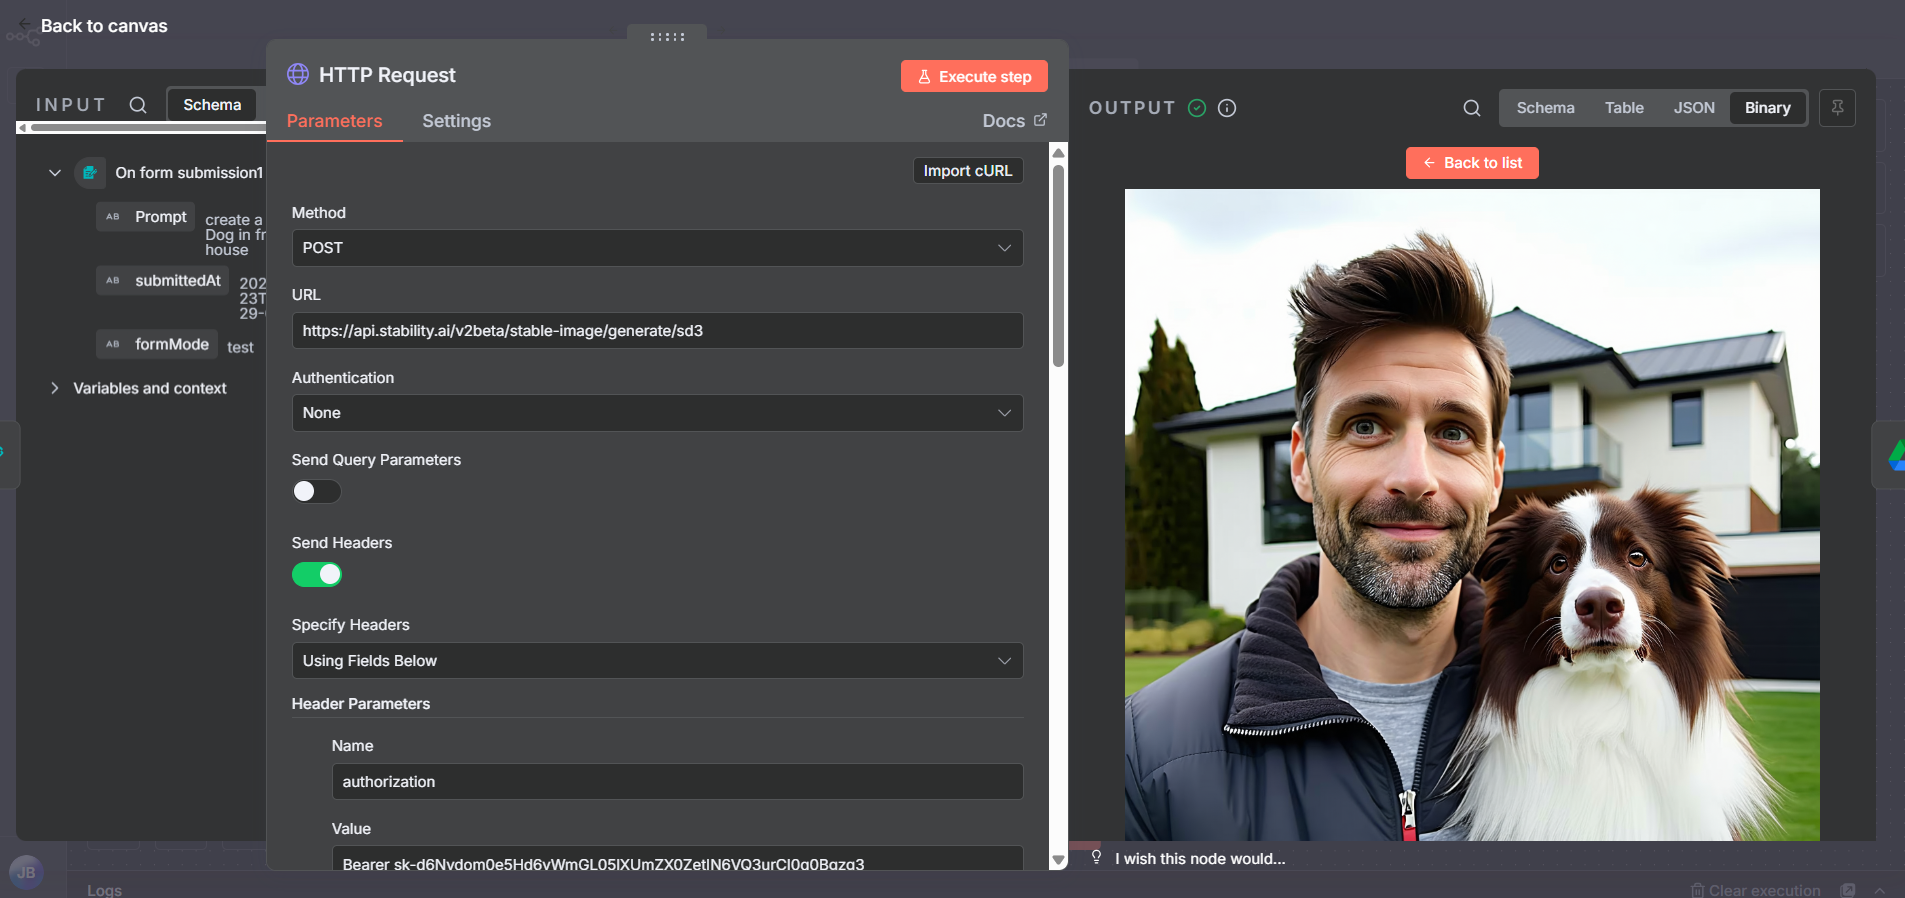 Back to canvas
INPUT
Schema
On form submission1
AB Prompt create a
Dog in fr
house
AB submittedAt 202
23T
29-
AB formMode test
Variables and context
HTTP Request
Execute step
Parameters
Settings
Docs
Import cURL
Method
POST
URL
https://api.stability.ai/v2beta/stable-image/generate/sd3
Authentication
None
Send Query Parameters
Send Headers
Specify Headers
Using Fields Below
Header Parameters
Name
authorization
Value
Bearer
OUTPUT
Schema
Table
JSON
Binary
Back to list
I wish this node would...
JB
Logs
Clear execution